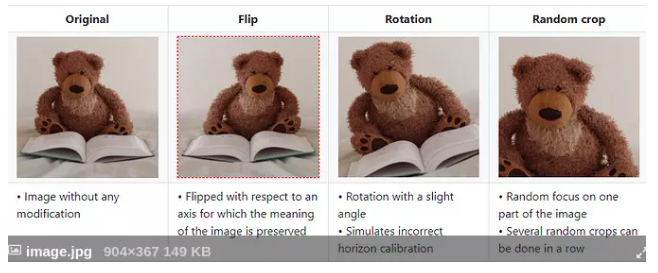 Original Flip Rotation Random crop
• Image without any
modification
• Flipped with respect to an
axis for which the meaning
of the image is preserved
• Rotation with a slight
angle
• Simulates incorrect
horizon calibration
• Random focus on one
part of the image
• Several random crops can
be done in a row
image.jpg 904×367 149 KB